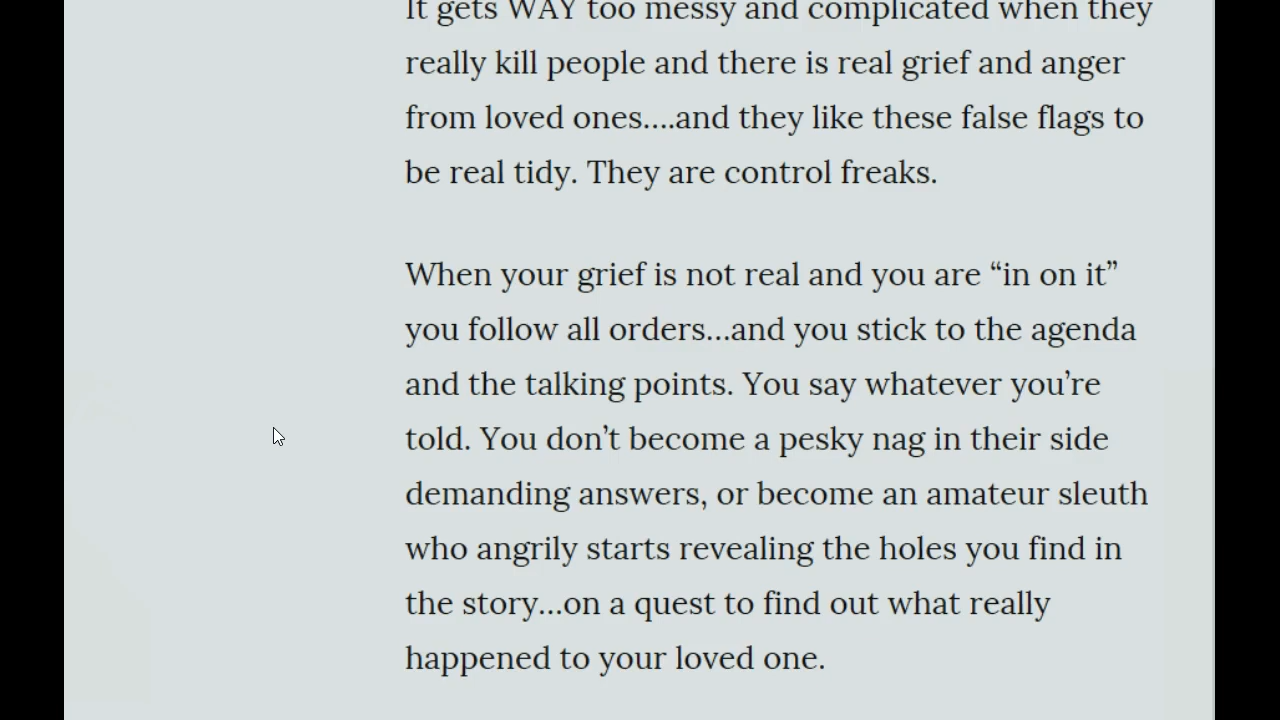 It gets WAY too messy and complicated when they
really kill people and there is real grief and anger
from loved ones....and they like these false flags to
be real tidy. They are control freaks.
When your grief is not real and you are “in on it”
you follow all orders...and you stick to the agenda
and the talking points. You say whatever you’re
told. You don’t become a pesky nag in their side
demanding answers, or become an amateur sleuth
who angrily starts revealing the holes you find in
the story...on a quest to find out what really
happened to your loved one.